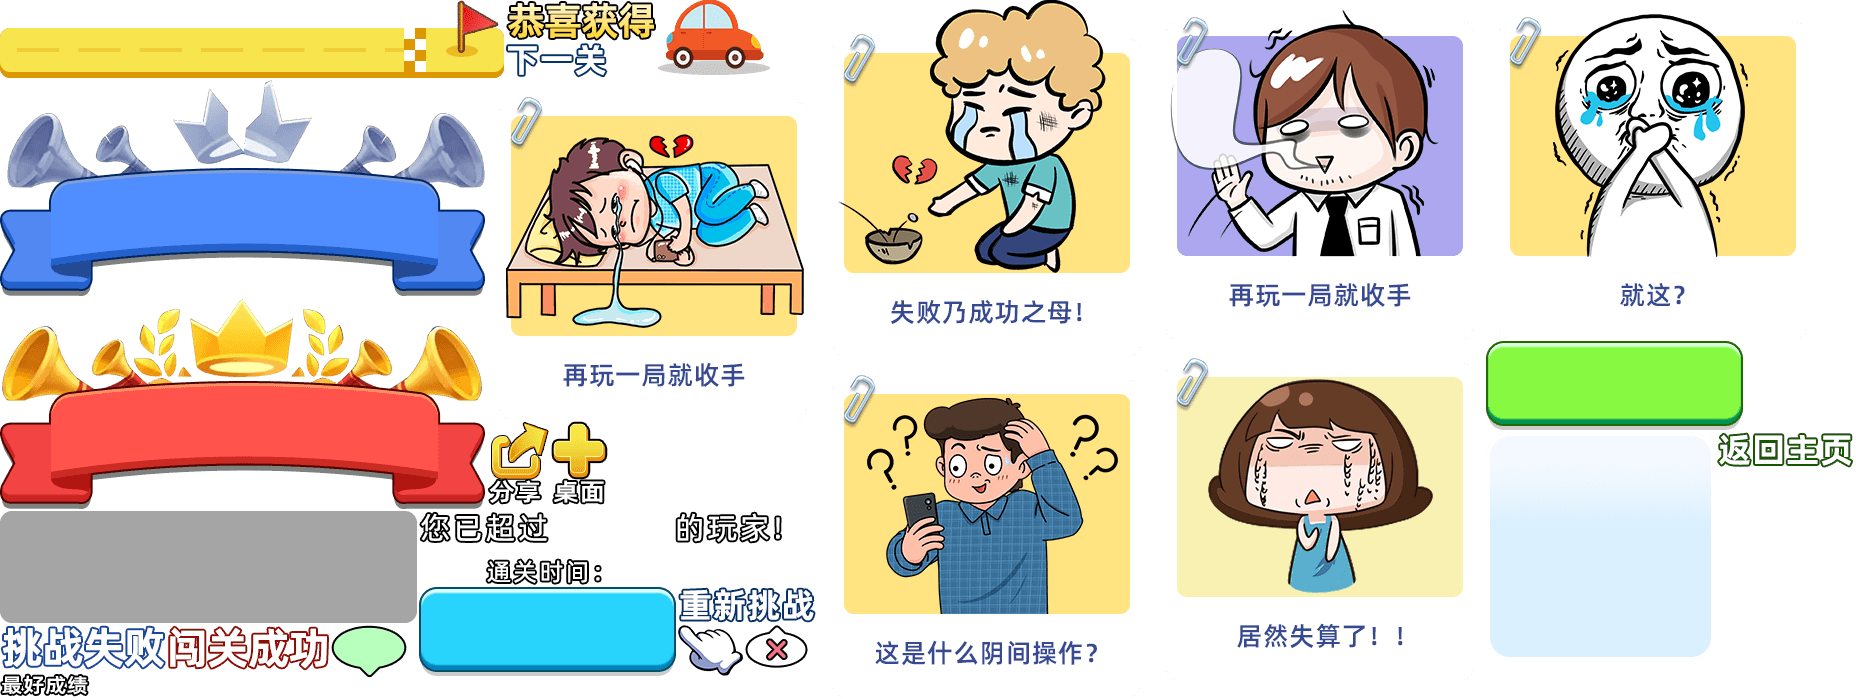 恭喜获得
下一关
再玩一局就收手
分享
桌面
您已超过
的玩家!
通关时间:
重新挑战
挑战失败
闯关成功
最好成绩
失败乃成功之母!
这是什么阴间操作?
再玩一局就收手
居然失算了!!
就这?
返回主页